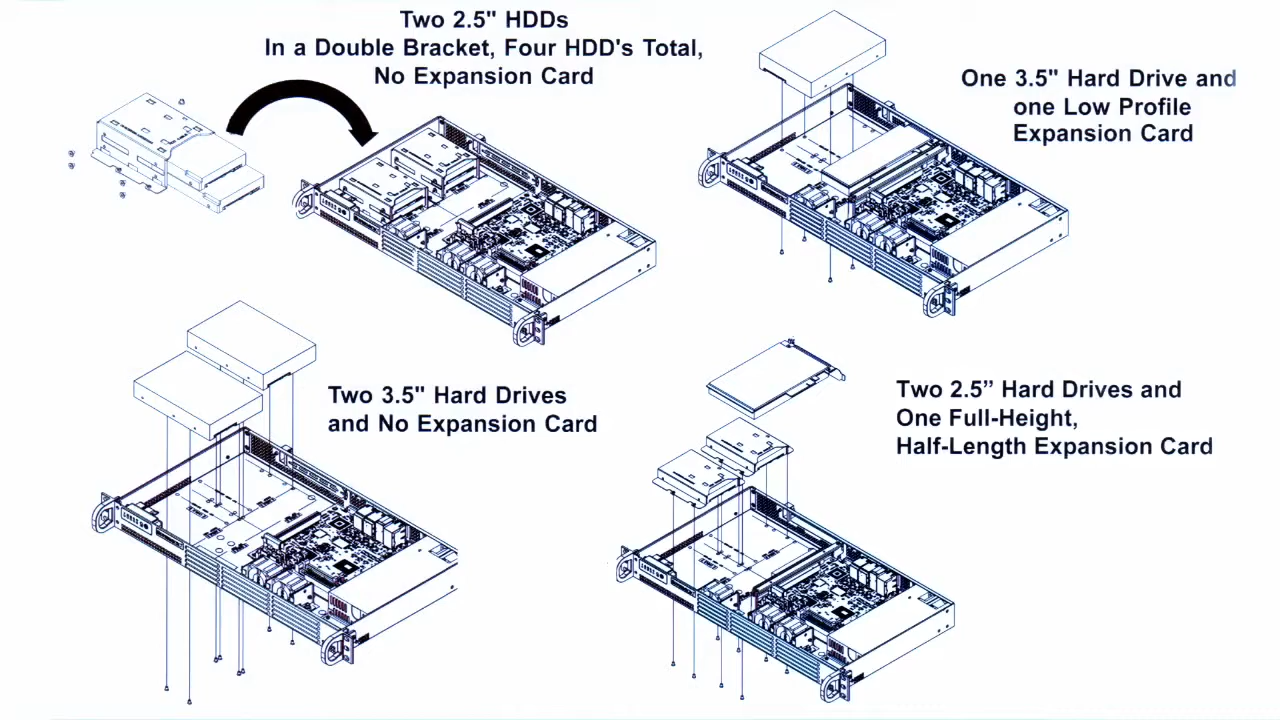 Two 2.5" HDDs
In a Double Bracket, Four HDD's Total,
No Expansion Card
One 3.5" Hard Drive and
one Low Profile
Expansion Card
Two 3.5" Hard Drives
and No Expansion Card
Two 2.5” Hard Drives and
One Full-Height,
Half-Length Expansion Card